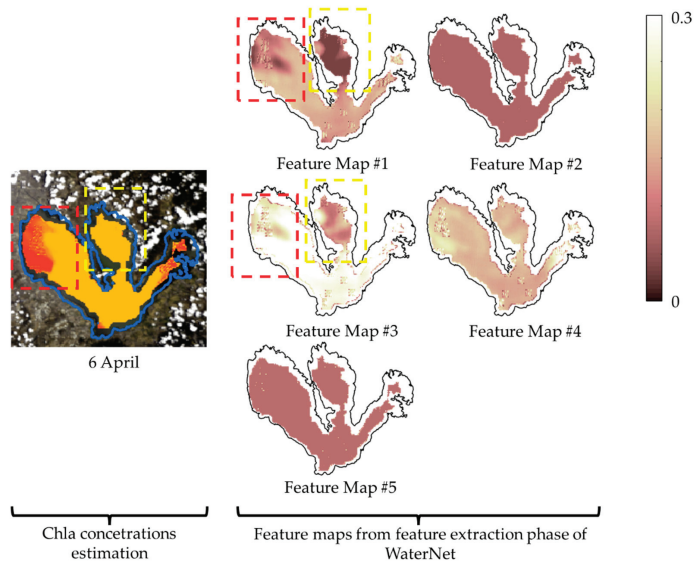 Feature Map #1
Feature Map #2
0.3
0
6 April
Feature Map #3
Feature Map #4
Feature Map #5
Chla concetrations
estimation
Feature maps from feature extraction phase of
WaterNet